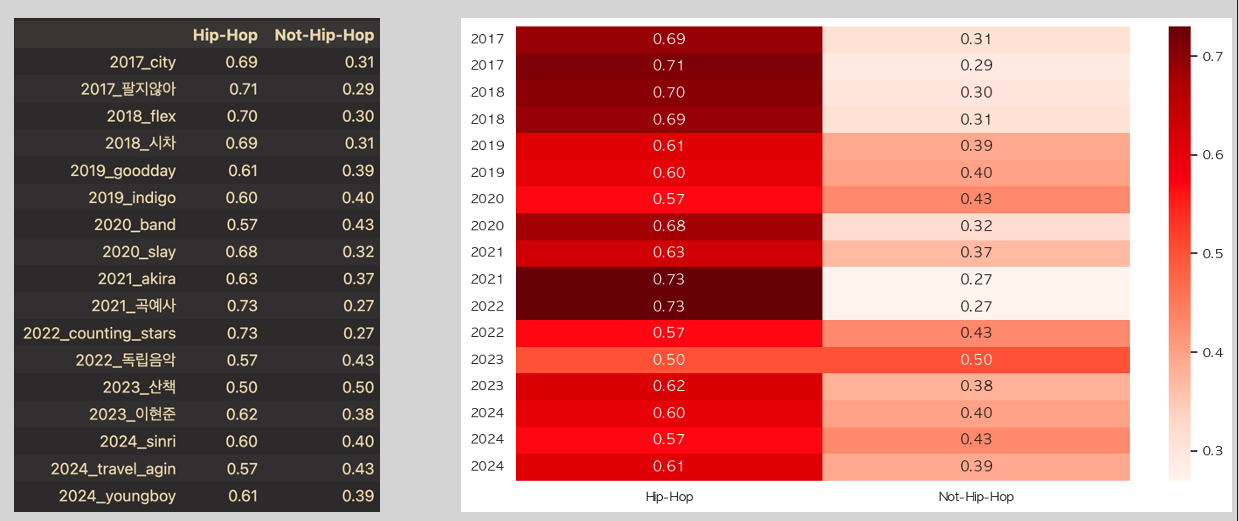 Hip-Hop Not-Hip-Hop
2017_city 0.69 0.31
2017_팔지않아 0.71 0.29
2018_flex 0.70 0.30
2018_시차 0.69 0.31
2019_goodday 0.61 0.39
2019_indigo 0.60 0.40
2020_band 0.57 0.43
2020_slay 0.68 0.32
2021_akira 0.63 0.37
2021_곡예사 0.73 0.27
2022_counting_stars 0.73 0.27
2022_독립음악 0.57 0.43
2023_산책 0.50 0.50
2023_이현준 0.62 0.38
2024_sinri 0.60 0.40
2024_travel_agin 0.57 0.43
2024_youngboy 0.61 0.39
2017 0.69 0.31
2017 0.71 0.29
2018 0.70 0.30
2018 0.69 0.31
2019 0.61 0.39
2019 0.60 0.40
2020 0.57 0.43
2020 0.68 0.32
2021 0.63 0.37
2021 0.73 0.27
2022 0.73 0.27
2022 0.57 0.43
2023 0.50 0.50
2023 0.62 0.38
2024 0.60 0.40
2024 0.57 0.43
2024 0.61 0.39
Hip-Hop Not-Hip-Hop
0.7
0.6
0.5
0.4
0.3